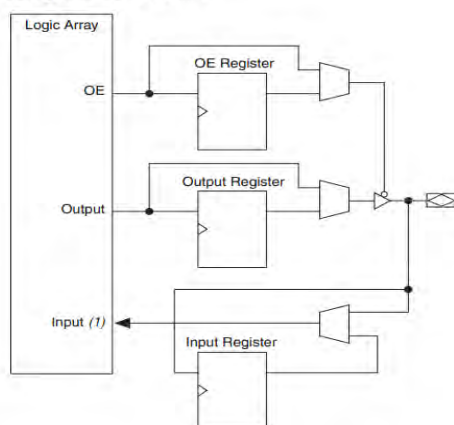 Logic Array
OE Register
OE
Output Register
Output
Input (1)
Input Register